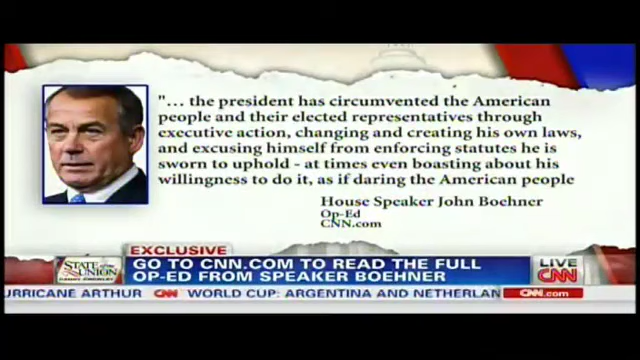 "... the president has circumvented the American
people and their elected representatives through
executive action, changing and creating his own laws,
and excusing himself from enforcing statutes he is
sworn to uphold - at times even boasting about his
willingness to do it, as if daring the American people
House Speaker John Boehner
Op-Ed
CNN.com
EXCLUSIVE
STATE of the UNION
GO TO CNN.COM TO READ THE FULL
OP-ED FROM SPEAKER BOEHNER
LIVE
CNN
URRICANE ARTHUR CNN WORLD CUP: ARGENTINA AND NETHERLAN
CNN.com